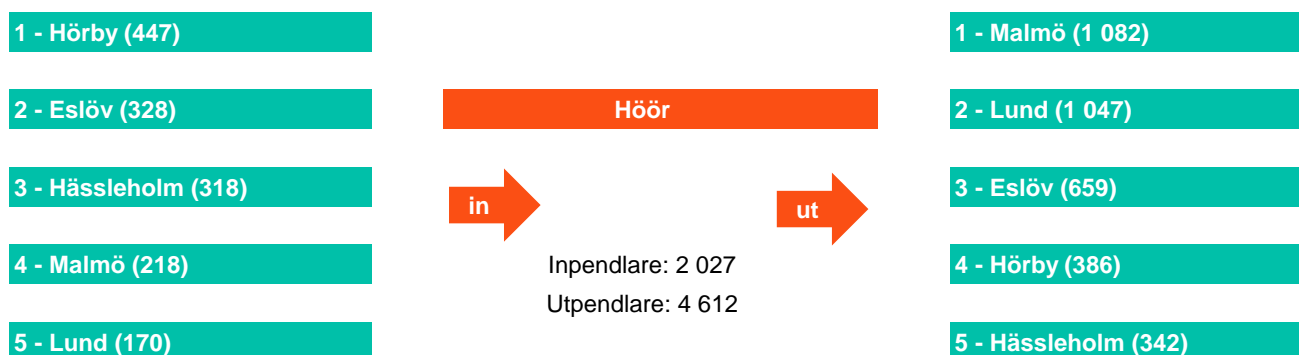 1 - Hörby (447)
2 - Eslöv (328)
3 - Hässleholm (318)
4 - Malmö (218)
5 - Lund (170)
Höör
in
ut
Inpendlare: 2 027
Utpendlare: 4 612
1 - Malmö (1 082)
2 - Lund (1 047)
3 - Eslöv (659)
4 - Hörby (386)
5 - Hässleholm (342)